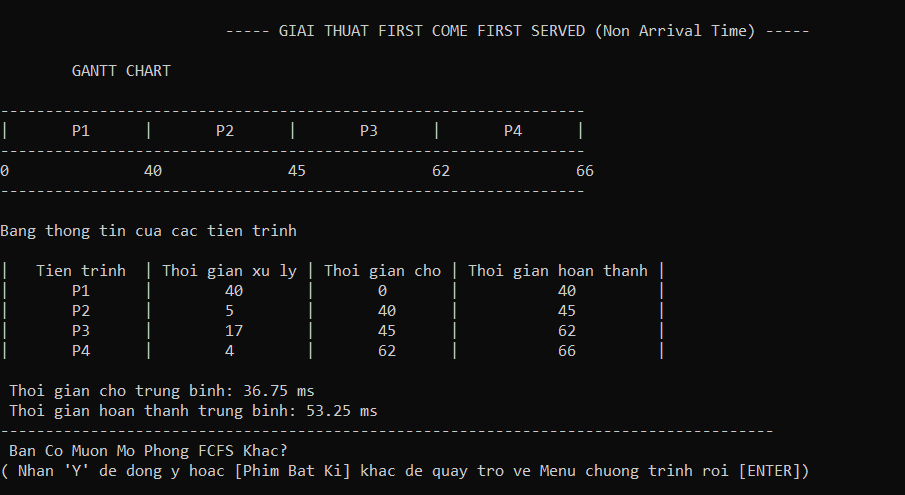 ----- GIAI THUAT FIRST COME FIRST SERVED (Non Arrival Time) -----
GANTT CHART
-----------------------------------------------------------------
| P1 | P2 | P3 | P4 |
-----------------------------------------------------------------
0 40 45 62 66
-----------------------------------------------------------------
Bang thong tin cua cac tien trinh
| Tien trinh | Thoi gian xu ly | Thoi gian cho | Thoi gian hoan thanh |
| P1 | 40 | 0 | 40 |
| P2 | 5 | 40 | 45 |
| P3 | 17 | 45 | 62 |
| P4 | 4 | 62 | 66 |
Thoi gian cho trung binh: 36.75 ms
Thoi gian hoan thanh trung binh: 53.25 ms
--------------------------------------------------------------------------------------
Ban Co Muon Mo Phong FCFS Khac?
( Nhan 'Y' de dong y hoac [Phim Bat Ki] khac de quay tro ve Menu chuong trinh roi [ENTER])